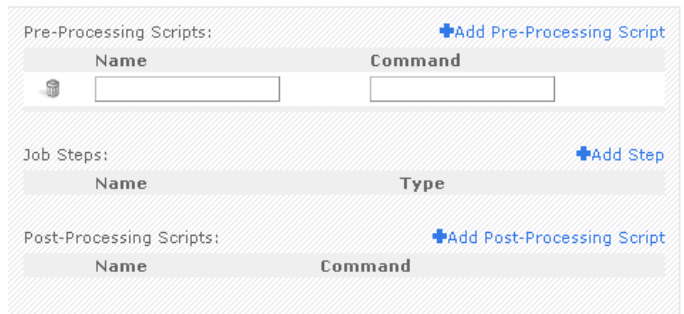 Pre-Processing Scripts: Add Pre-Processing Script
Name Command
Job Steps: Add Step
Name Type
Post-Processing Scripts: Add Post-Processing Script
Name Command